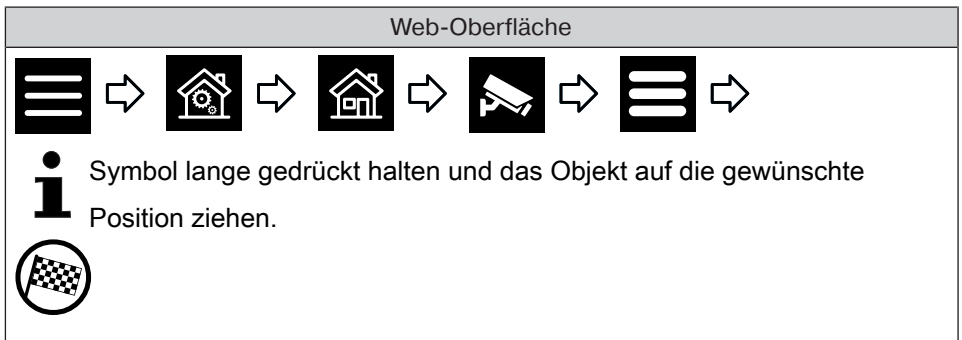 Web-Oberfläche
Symbol lange gedrückt halten und das Objekt auf die gewünschte
Position ziehen.